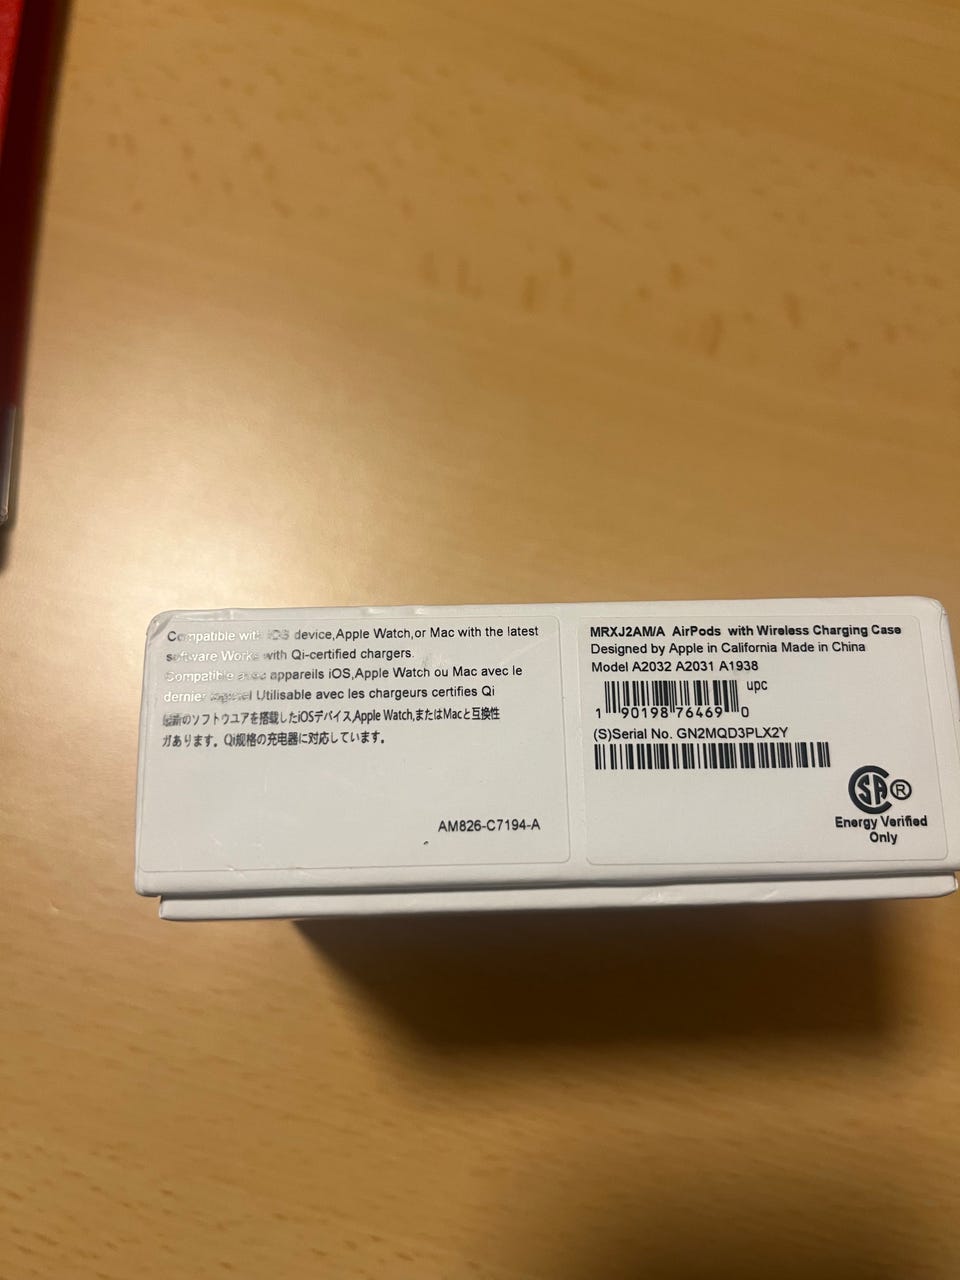 Compatible with iOS device,Apple Watch,or Mac with the latest
software Works with Qi-certified chargers.
Compatible avec appareils iOS,Apple Watch ou Mac avec le
dernier logiciel Utilisable avec les chargeurs certifies Qi
最新のソフトウユアを搭載したiOSデバイス,Apple Watch,またはMacと互換性
ガあります。Qi規格の充電器に対応しています。
AM826-C7194-A
MRXJ2AM/A AirPods with Wireless Charging Case
Designed by Apple in California Made in China
Model A2032 A2031 A1938
upc
1 90198 76469 0
(S)Serial No. GN2MQD3PLX2Y
SA ®
Energy Verified
Only